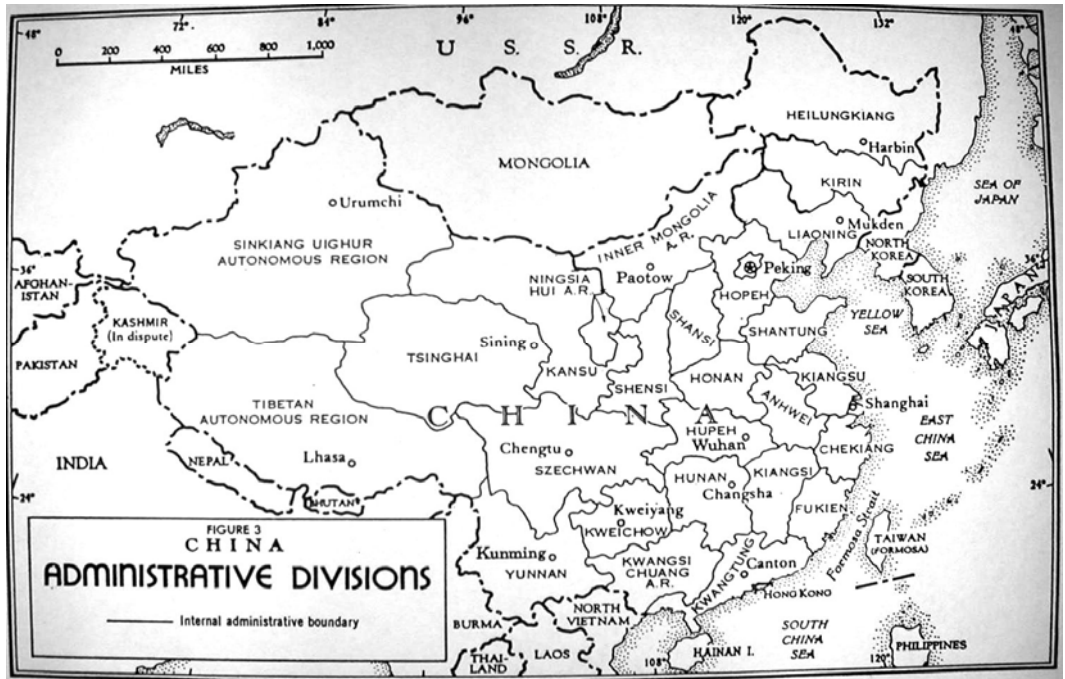 72°
84°
96°
108°
120°
132°
48°
48°
0 200 400 600 800 1,000
MILES
U. S. S. R.
HEILUNGKIANG
Harbin
MONGOLIA
KIRIN
SEA OF
JAPAN
Urumchi
INNER MONGOLIA
A.R.
Mukden
LIAONING
SINKIANG UIGHUR
AUTONOMOUS REGION
NORTH
KOREA
36°
36°
Peking
Paotow
NINGSIA
HUI A.R.
AFGHAN-
ISTAN
SOUTH
KOREA
HOPEH
JAPAN
KASHMIR
(In dispute)
SHANSI
SHANTUNG
YELLOW
SEA
Sining
TSINGHAI
PAKISTAN
KANSU
SHENSI
HONAN
KIANGSU
ANHWEI
TIBETAN
AUTONOMOUS REGION
C H I N A
Shanghai
EAST
CHINA
SEA
HUPEH
Wuhan
CHEKIANG
INDIA
NEPAL
Lhasa
Chengtu
SZECHWAN
HUNAN
Changsha
KIANGSI
24°
24°
BHUTAN
Kweiyang
KWEICHOW
FUKIEN
Formosa Strait
TAIWAN
(FORMOSA)
Kunming
YUNNAN
KWANGSI
CHUANG
A.R.
KWANGTUNG
Canton
HONG KONG
BURMA
NORTH
VIETNAM
THAI-
LAND
LAOS
HAINAN I.
SOUTH
CHINA
SEA
PHILIPPINES
108°
120°
FIGURE 3
CHINA
ADMINISTRATIVE DIVISIONS
Internal administrative boundary